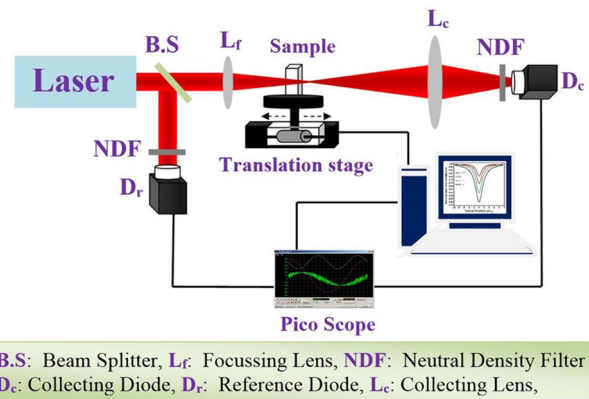 Lc
Lf
Sample
NDF
B.S
Laser
Dc
NDF
Translation stage
Dr
Pico Scope
B.S: Beam Splitter, Lf: Focussing Lens, NDF: Neutral Density Filter
Dc: Collecting Diode, Dr: Reference Diode, Lc: Collecting Lens,